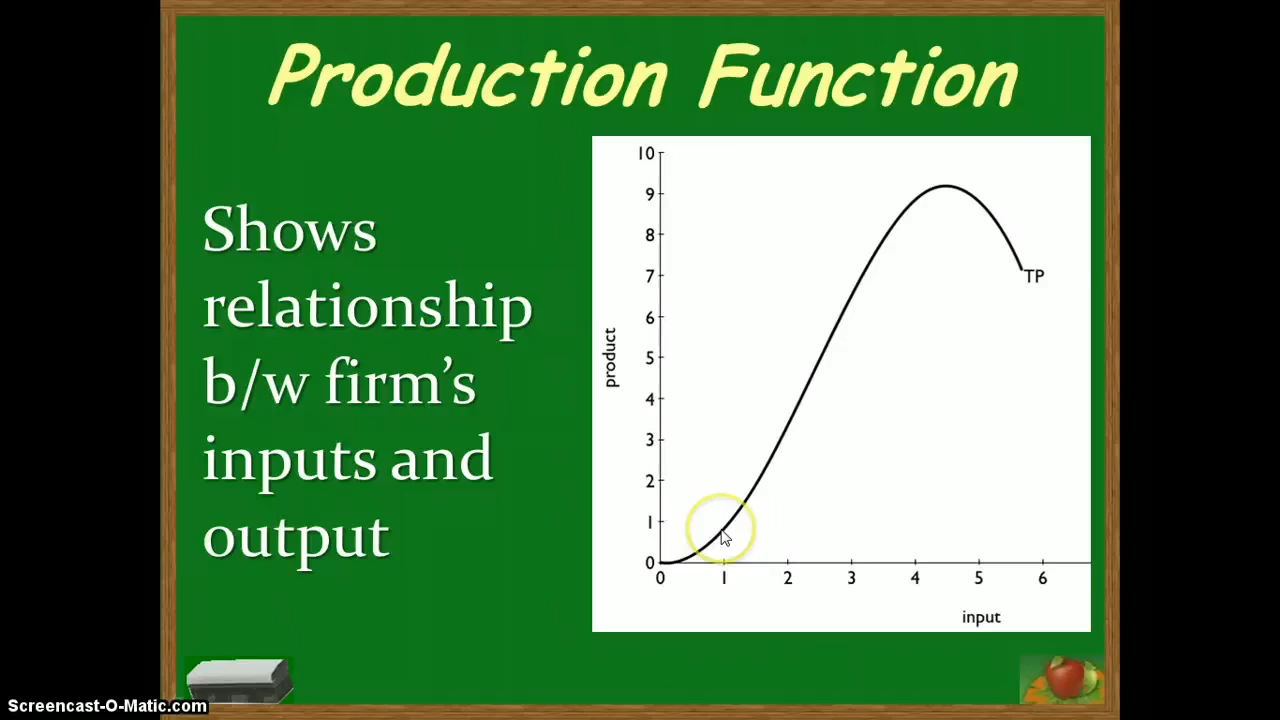 Production Function
Shows
relationship
b/w firm's
inputs and
output
10
9
8
7
6
5
4
3
2
1
0
product
TP
0 1 2 3 4 5 6
input
Screencast-O-Matic.com